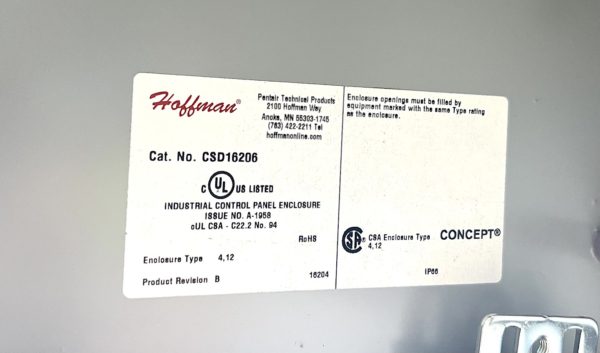 Hoffman®
Pentair Technical Products
2100 Hoffman Way
Anoka, MN 55303-1745
(763) 422-2211 Tel
hoffmanonline.com
Cat. No. CSD16206
C UL US LISTED
INDUSTRIAL CONTROL PANEL ENCLOSURE
ISSUE NO. A-1958
cUL CSA - C22.2 No. 94
RoHS
Enclosure Type 4,12
Product Revision B
16204
Enclosure openings must be filled by
equipment marked with the same Type rating
as the enclosure.
SA® CSA Enclosure Type
4,12
CONCEPT®
IP66